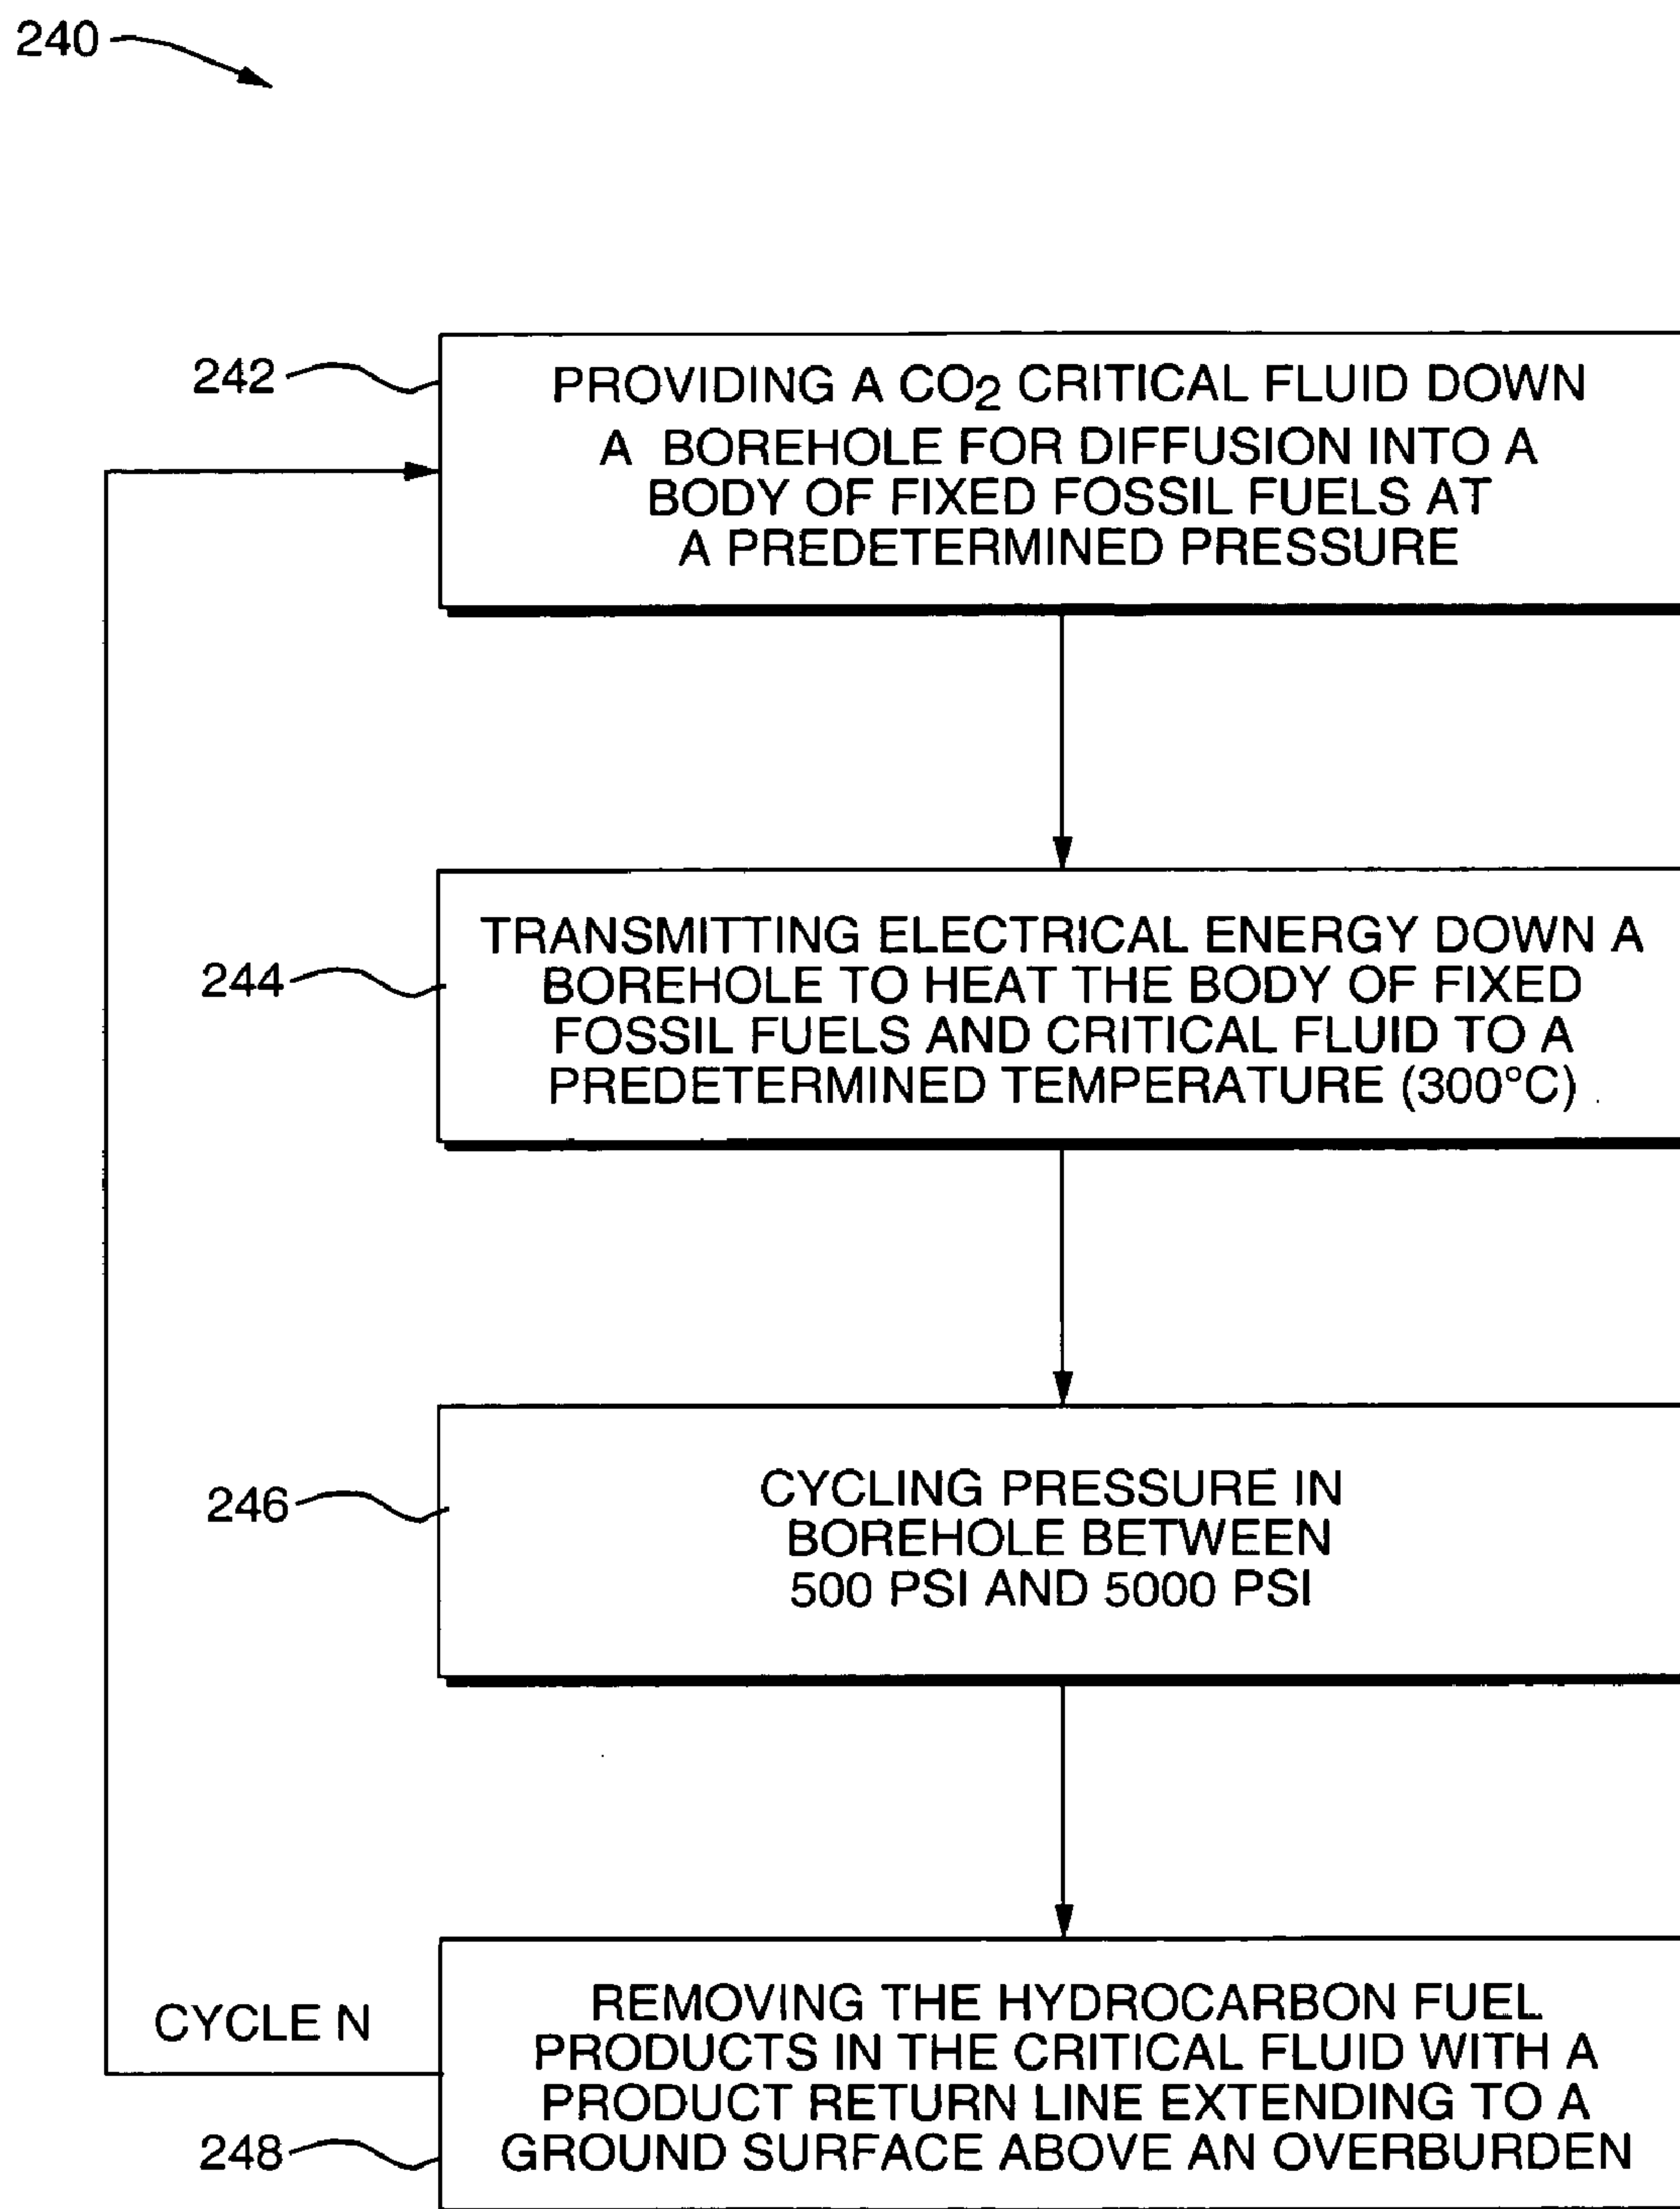 240
242
PROVIDING A CO2 CRITICAL FLUID DOWN
A BOREHOLE FOR DIFFUSION INTO A
BODY OF FIXED FOSSIL FUELS AT
A PREDETERMINED PRESSURE
244
TRANSMITTING ELECTRICAL ENERGY DOWN A
BOREHOLE TO HEAT THE BODY OF FIXED
FOSSIL FUELS AND CRITICAL FLUID TO A
PREDETERMINED TEMPERATURE (300°C)
246
CYCLING PRESSURE IN
BOREHOLE BETWEEN
500 PSI AND 5000 PSI
CYCLE N
248
REMOVING THE HYDROCARBON FUEL
PRODUCTS IN THE CRITICAL FLUID WITH A
PRODUCT RETURN LINE EXTENDING TO A
GROUND SURFACE ABOVE AN OVERBURDEN